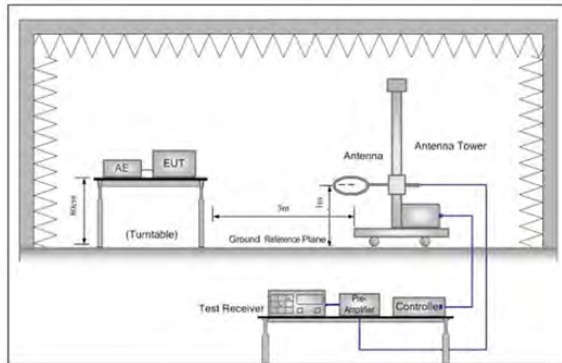 Antenna Tower
Antenna
AE
EUT
80cm
(Turntable)
3m
1m
Ground Reference Plane
Test Receiver
Pre-
Amplifier
Controller